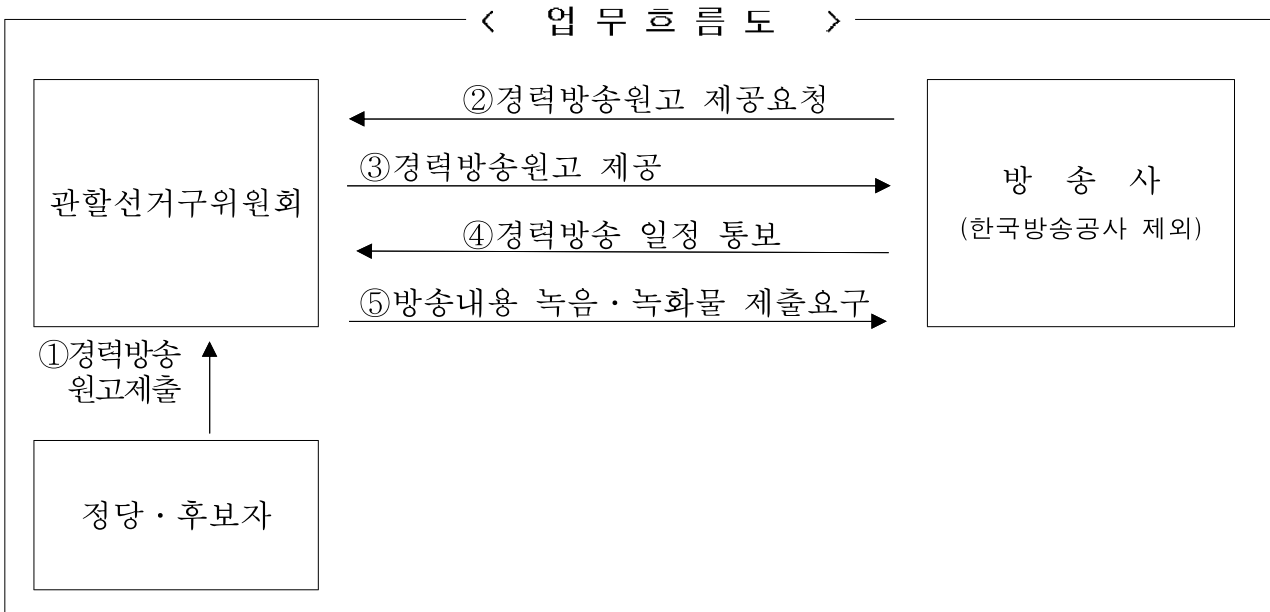 < 업 무 흐 름 도 >
②경력방송원고 제공요청
③경력방송원고 제공
관할선거구위원회
방 송 사
(한국방송공사 제외)
④경력방송 일정 통보
⑤방송내용 녹음·녹화물 제출요구
①경력방송
원고제출
정당·후보자